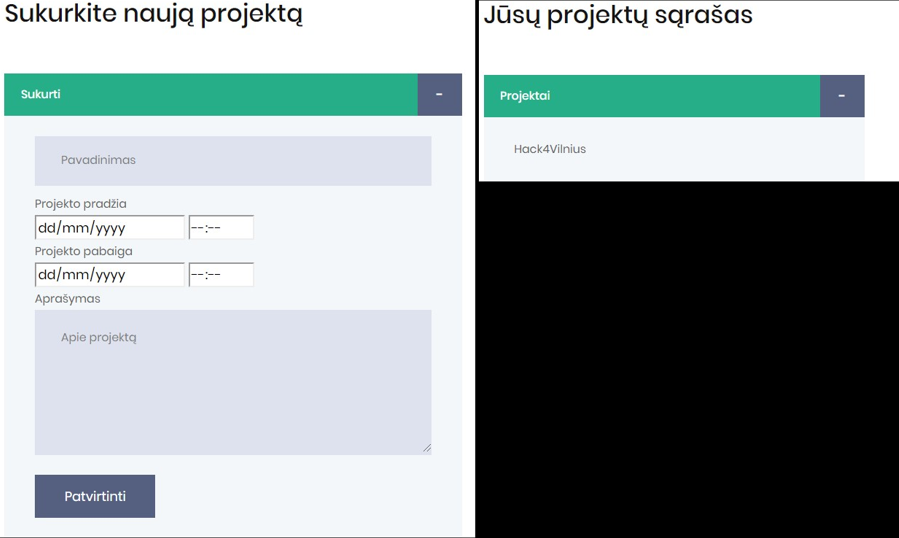 Sukurkite naują projektą
Sukurti
-
Pavadinimas
Projekto pradžia
dd/mm/yyyy --:--
Projekto pabaiga
dd/mm/yyyy --:--
Aprašymas
Apie projektą
Patvirtinti
Jūsų projektų sąrašas
Projektai
-
Hack4Vilnius